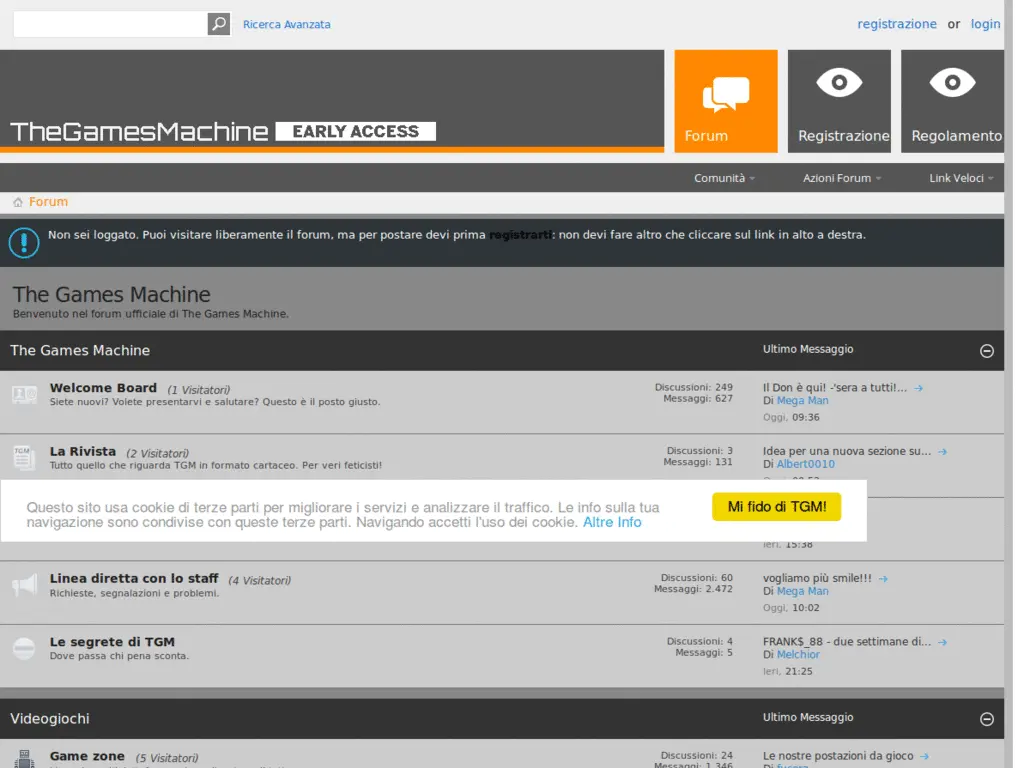 Ricerca Avanzata
registrazione or login
TheGamesMachine EARLY ACCESS
Forum
Registrazione
Regolamento
Comunità
Azioni Forum
Link Veloci
Forum
Non sei loggato. Puoi visitare liberamente il forum, ma per postare devi prima registrarti: non devi fare altro che cliccare sul link in alto a destra.
The Games Machine
Benvenuto nel forum ufficiale di The Games Machine.
The Games Machine
Ultimo Messaggio
Welcome Board (1 Visitatori)
Siete nuovi? Volete presentarvi e salutare? Questo è il posto giusto.
Discussioni: 249
Messaggi: 627
Il Don è qui! -'sera a tutti!...
Di Mega Man
Oggi, 09:36
TGM
La Rivista (2 Visitatori)
Tutto quello che riguarda TGM in formato cartaceo. Per veri feticisti!
Discussioni: 3
Messaggi: 131
Idea per una nuova sezione su...
Di Albert0010
Questo sito usa cookie di terze parti per migliorare i servizi e analizzare il traffico. Le info sulla tua
navigazione sono condivise con queste terze parti. Navigando accetti l'uso dei cookie. Altre Info
Mi fido di TGM!
Ieri, 15:38
Linea diretta con lo staff (4 Visitatori)
Richieste, segnalazioni e problemi.
Discussioni: 60
Messaggi: 2.472
vogliamo più smile!!!
Di Mega Man
Oggi, 10:02
Le segrete di TGM
Dove passa chi pena sconta.
Discussioni: 4
Messaggi: 5
FRANK$_88 - due settimane di...
Di Melchior
Ieri, 21:25
Videogiochi
Ultimo Messaggio
Game zone (5 Visitatori)
Discussioni: 24
Messaggi: 1.346
Le nostre postazioni da gioco
Di